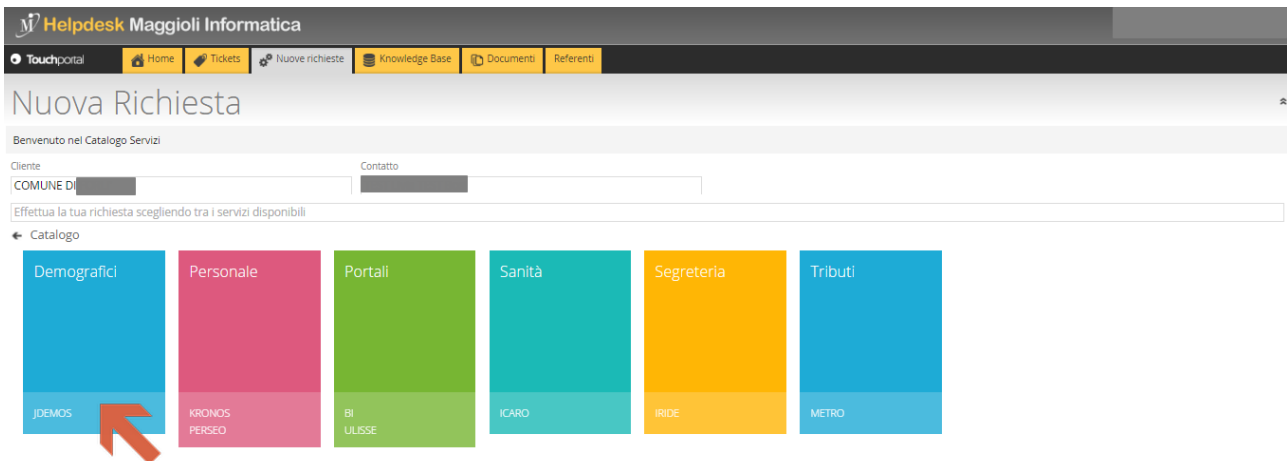 Helpdesk Maggioli Informatica
Touchportal Home Tickets Nuove richieste Knowledge Base Documenti Referenti
Nuova Richiesta
Benvenuto nel Catalogo Servizi
Cliente Contatto
COMUNE DI
Effettua la tua richiesta scegliendo tra i servizi disponibili
Catalogo
Demografici Personale Portali Sanità Segreteria Tributi
JDEMOS KRONOS BI ICARO IRIDE METRO
PERSEO ULISSE